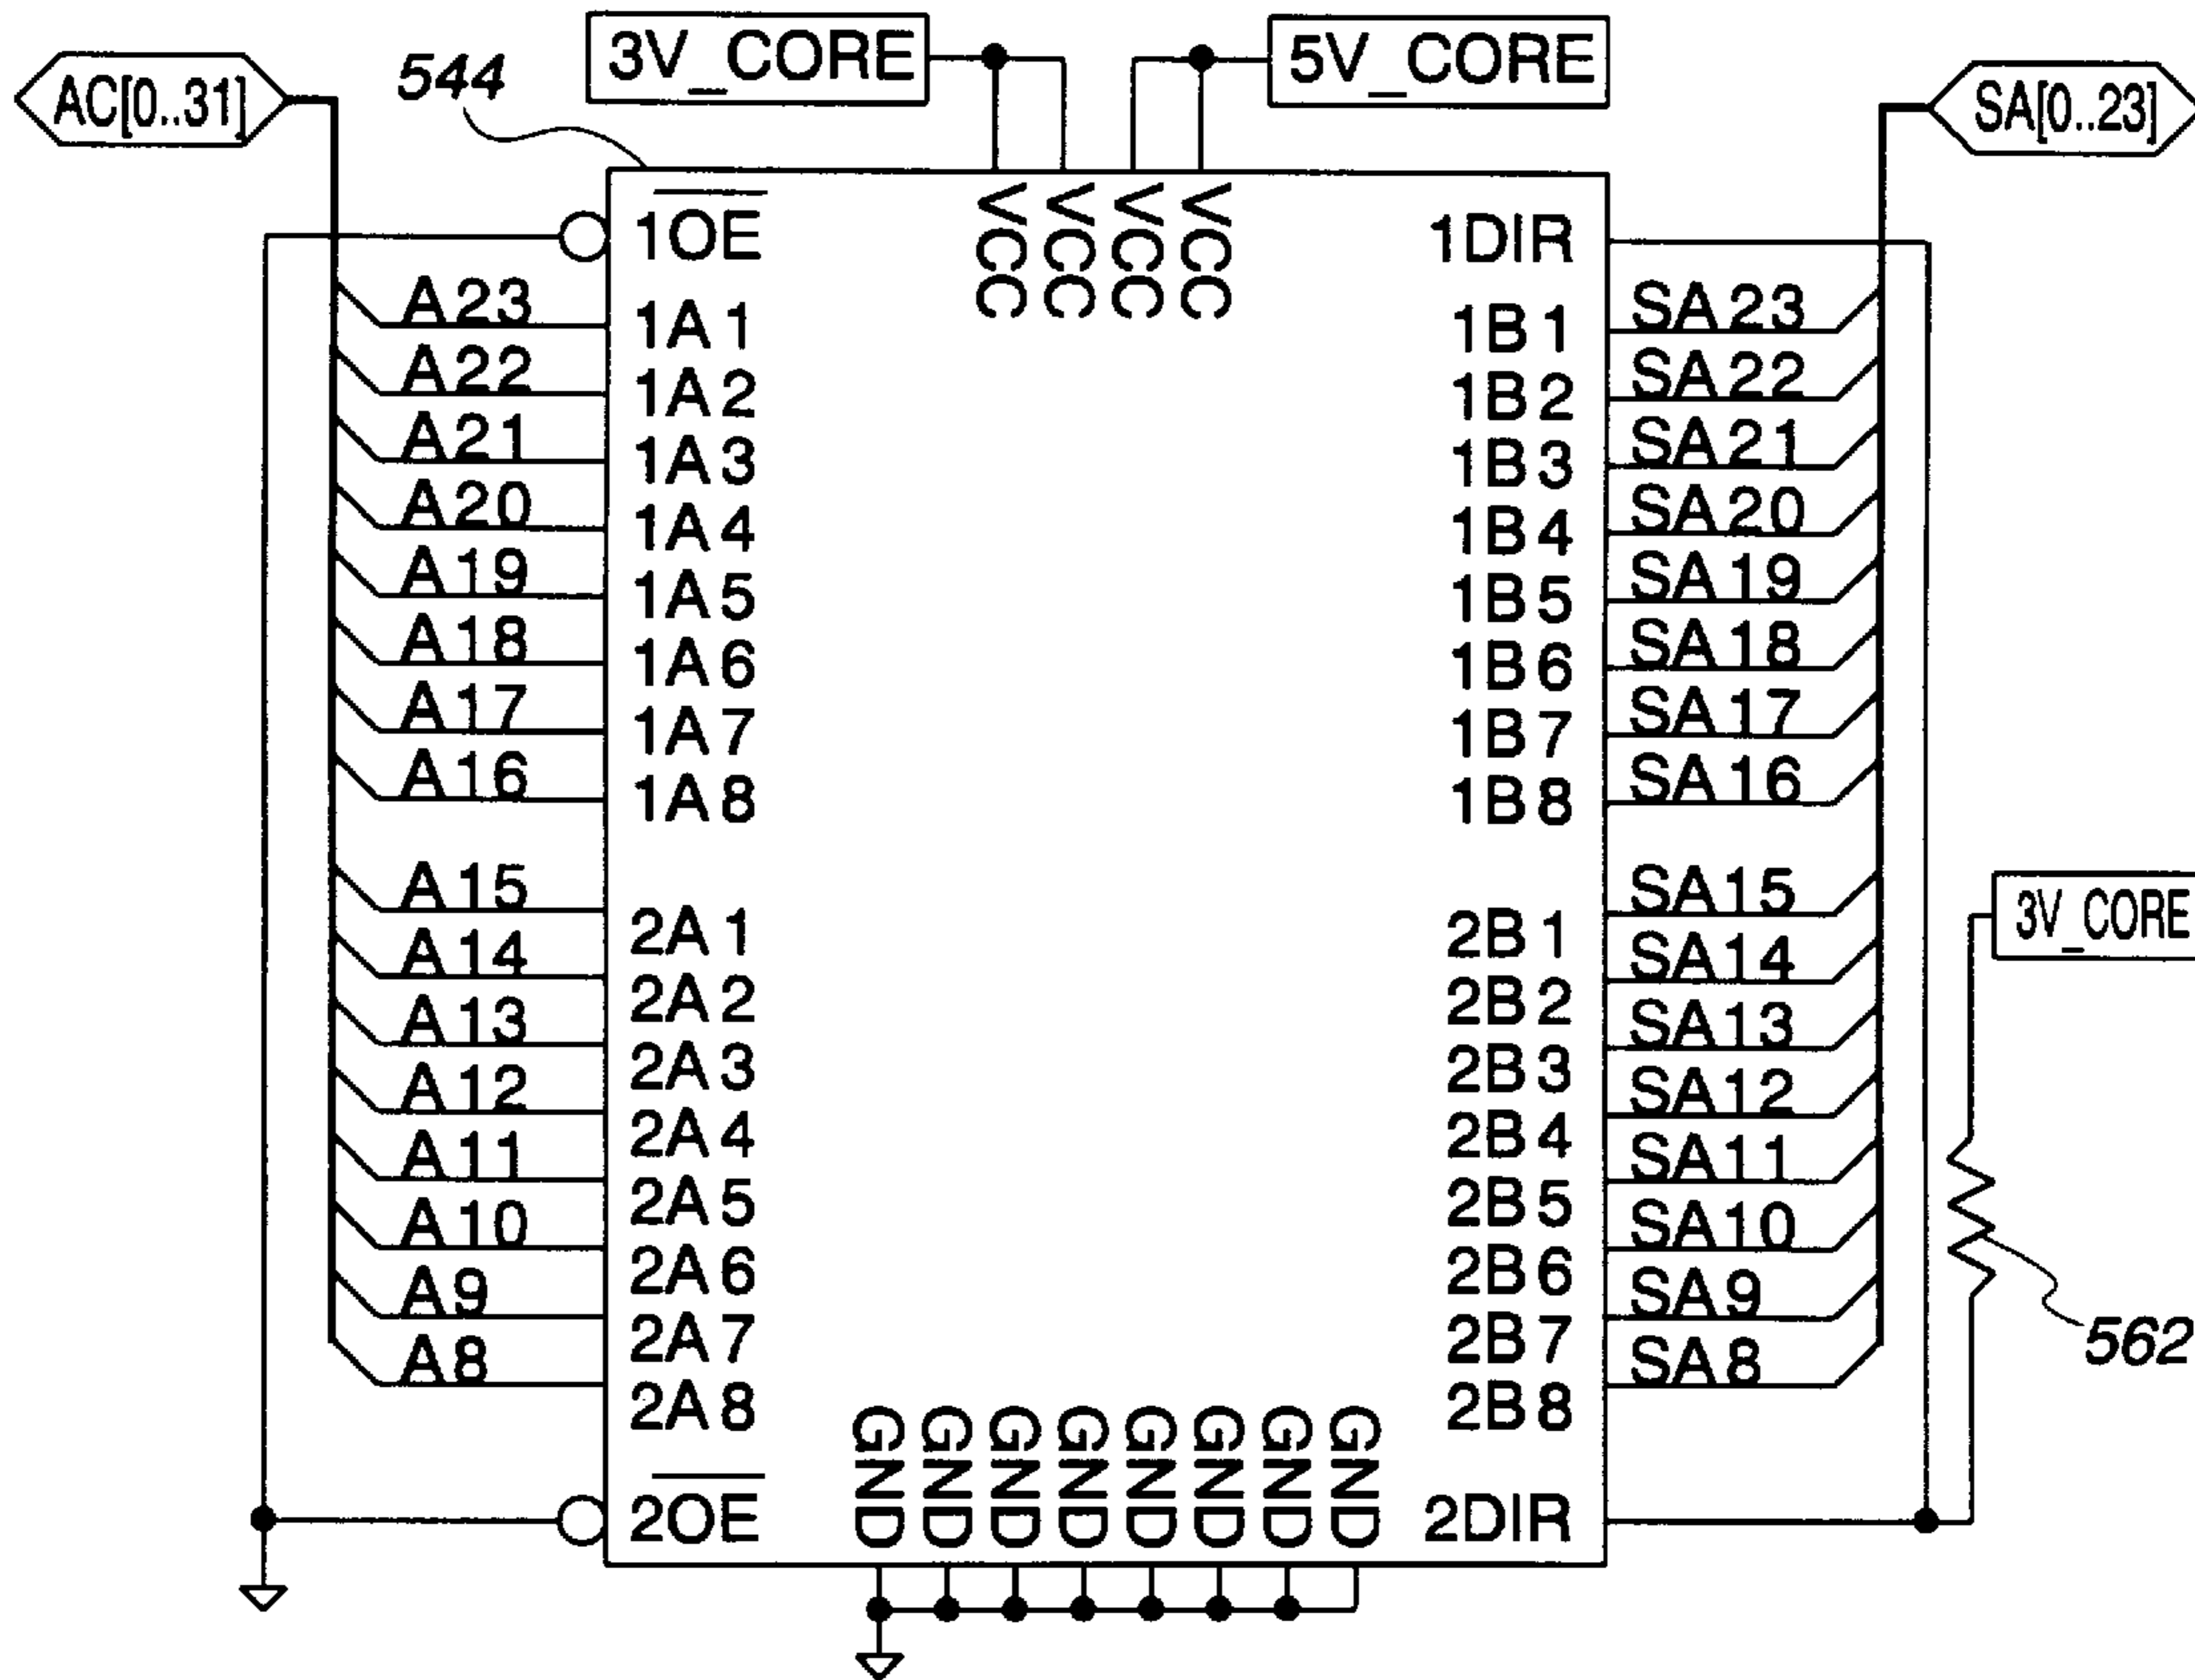 3V_CORE
5V_CORE
AC[0..31]
544
SA[0..23]
1OE
VCC
VCC
VCC
VCC
1DIR
A23
1A1
1B1
SA23
A22
1A2
1B2
SA22
A21
1A3
1B3
SA21
A20
1A4
1B4
SA20
A19
1A5
1B5
SA19
A18
1A6
1B6
SA18
A17
1A7
1B7
SA17
A16
1A8
1B8
SA16
A15
2A1
2B1
SA15
3V_CORE
A14
2A2
2B2
SA14
A13
2A3
2B3
SA13
A12
2A4
2B4
SA12
A11
2A5
2B5
SA11
A10
2A6
2B6
SA10
A9
2A7
2B7
SA9
562
A8
2A8
2B8
SA8
2OE
GND
GND
GND
GND
GND
GND
GND
GND
2DIR